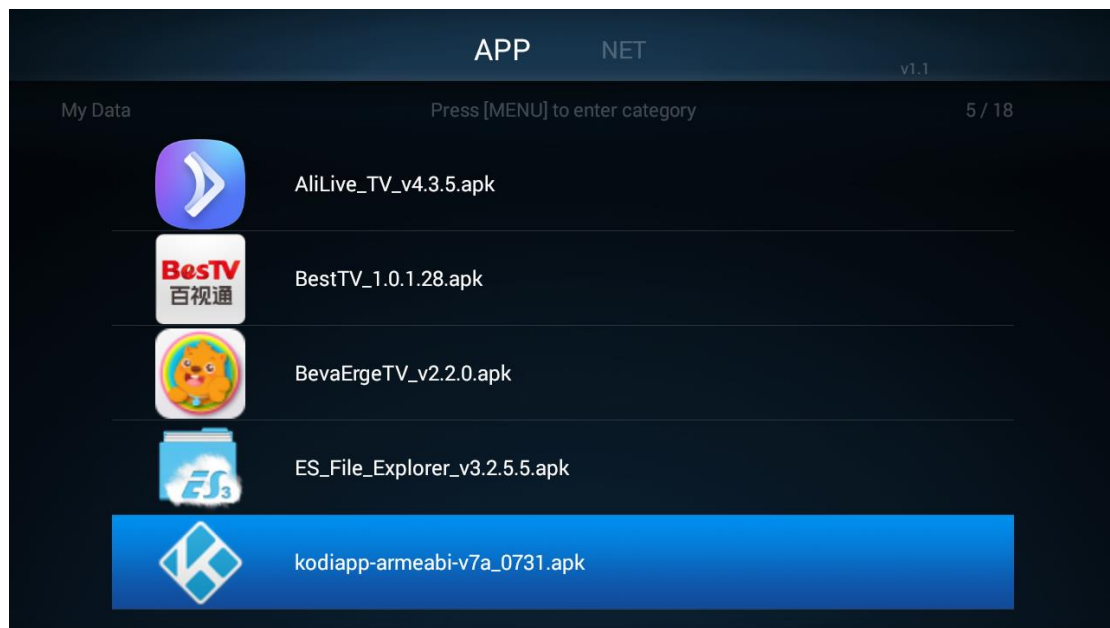 APP NET
v1.1
My Data Press [MENU] to enter category 5 / 18
AliLive_TV_v4.3.5.apk
BesTV
百视通
BestTV_1.0.1.28.apk
BevaErgeTV_v2.2.0.apk
ES 3
ES_File_Explorer_v3.2.5.5.apk
kodiapp-armeabi-v7a_0731.apk